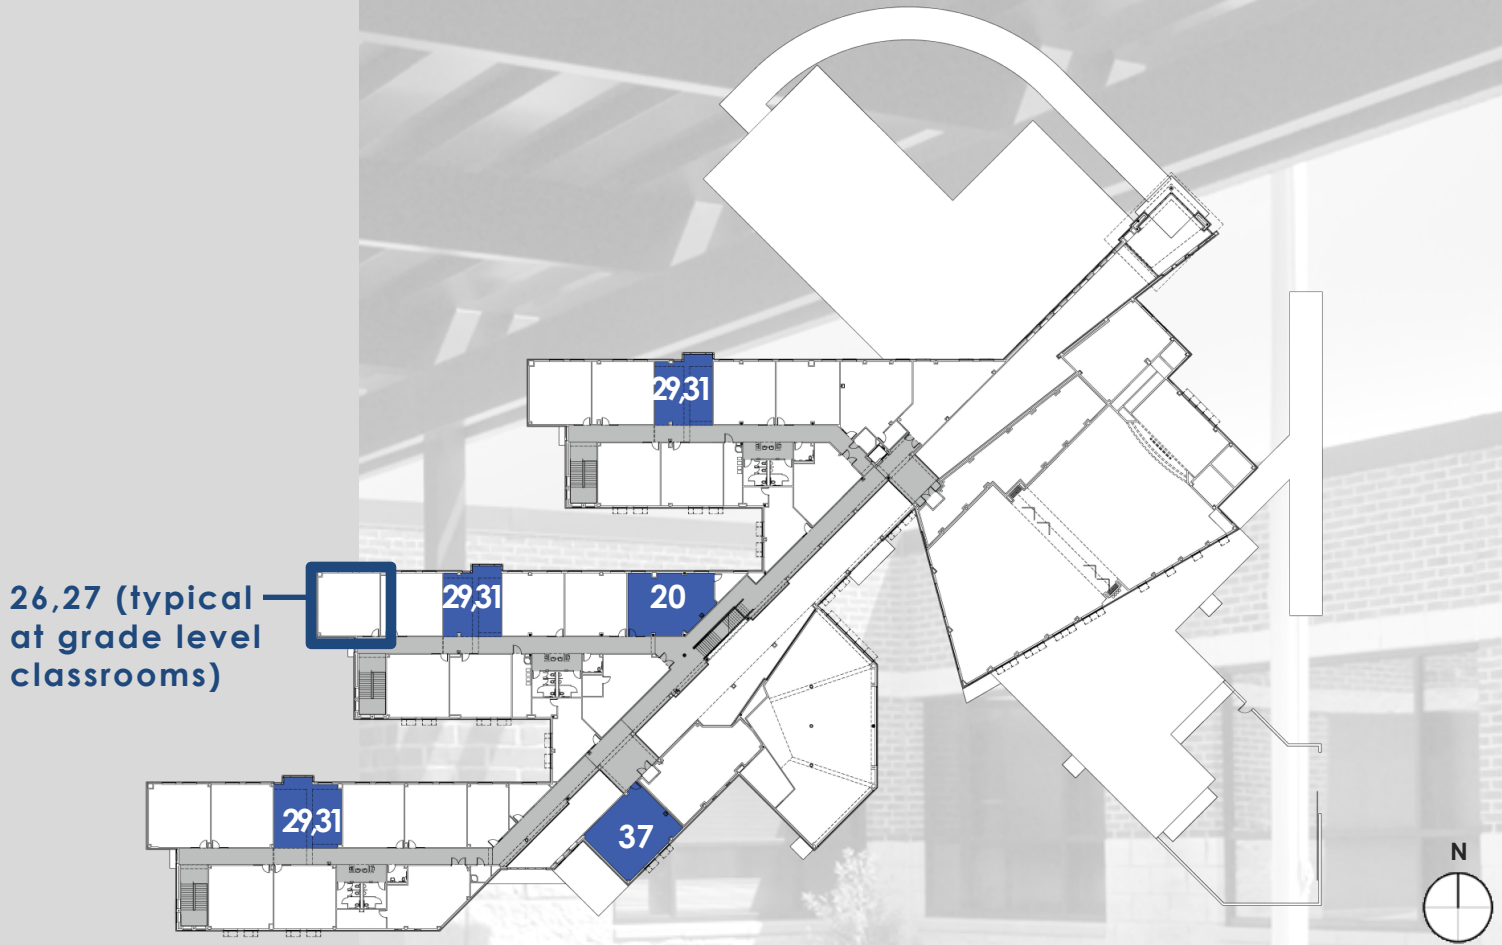 29,31
26,27 (typical
at grade level
classrooms)
29,31
20
29,31
37
N